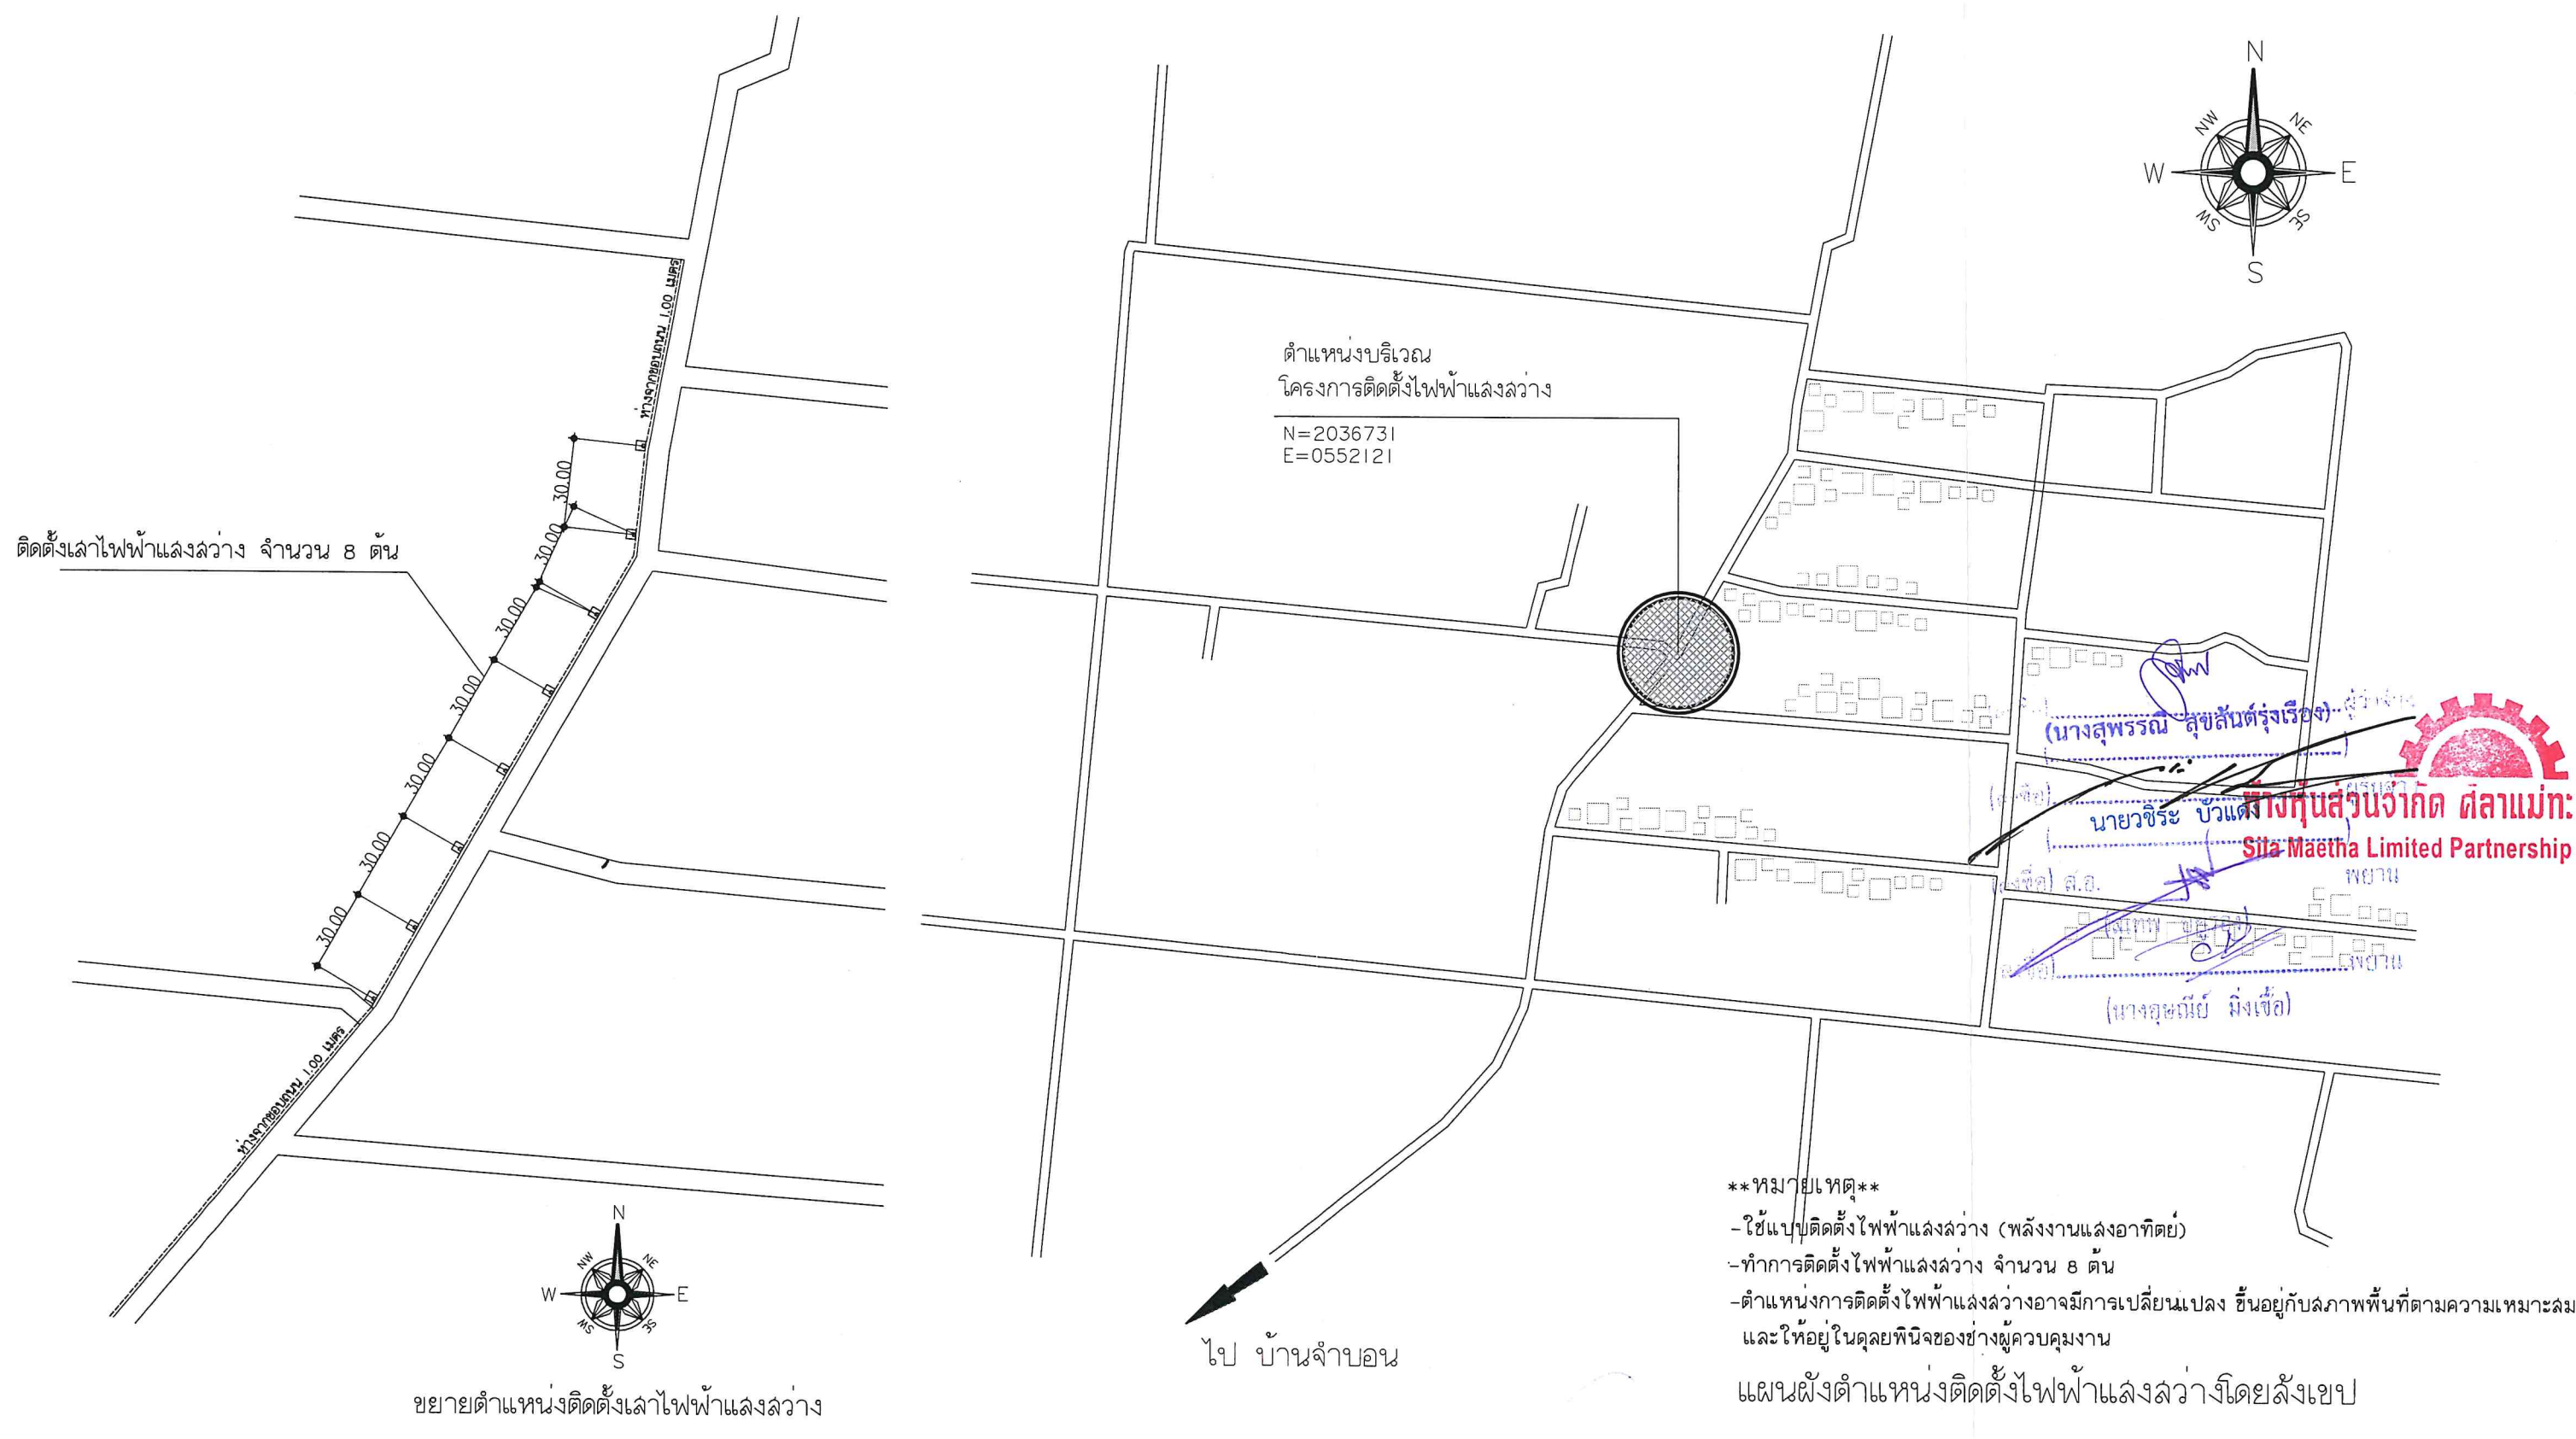 ห่างจากขอบถนน 1.00 เมตร
30.00
30.00
30.00
30.00
30.00
30.00
30.00
ติดตั้งเสาไฟฟ้าแสงสว่าง จำนวน 8 ต้น
ห่างจากขอบถนน 1.00 เมตร
N
NE
E
SE
S
SW
W
NW
ขยายตำแหน่งติดตั้งเสาไฟฟ้าแสงสว่าง
ตำแหน่งบริเวณ
โครงการติดตั้งไฟฟ้าแสงสว่าง
N=2036731
E=0552121
N
NE
E
SE
S
SW
W
NW
(นางสุพรรณี สุขสันต์รุ่งเรือง) ผู้ว่าจ้าง
นายวชิระ บัวแดง
ห้างหุ้นส่วนจำกัด ศิลาแม่ทะ
Sila Maetha Limited Partnership
(ลงชื่อ) ส.อ. พยาน
(ลงชื่อ) พยาน
(นางอุษณีย์ มิ่งเชื้อ)
ไป บ้านจำบอน
**หมายเหตุ**
-ใช้แบบติดตั้งไฟฟ้าแสงสว่าง (พลังงานแสงอาทิตย์)
-ทำการติดตั้งไฟฟ้าแสงสว่าง จำนวน 8 ต้น
-ตำแหน่งการติดตั้งไฟฟ้าแสงสว่างอาจมีการเปลี่ยนแปลง ขึ้นอยู่กับสภาพพื้นที่ตามความเหมาะสม
และให้อยู่ในดุลยพินิจของช่างผู้ควบคุมงาน
แผนผังตำแหน่งติดตั้งไฟฟ้าแสงสว่างโดยสังเขป